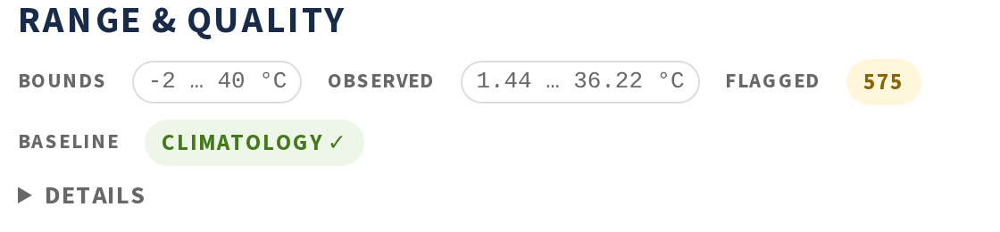 RANGE & QUALITY
BOUNDS -2 … 40 °C OBSERVED 1.44 … 36.22 °C FLAGGED 575
BASELINE CLIMATOLOGY ✓
▶ DETAILS